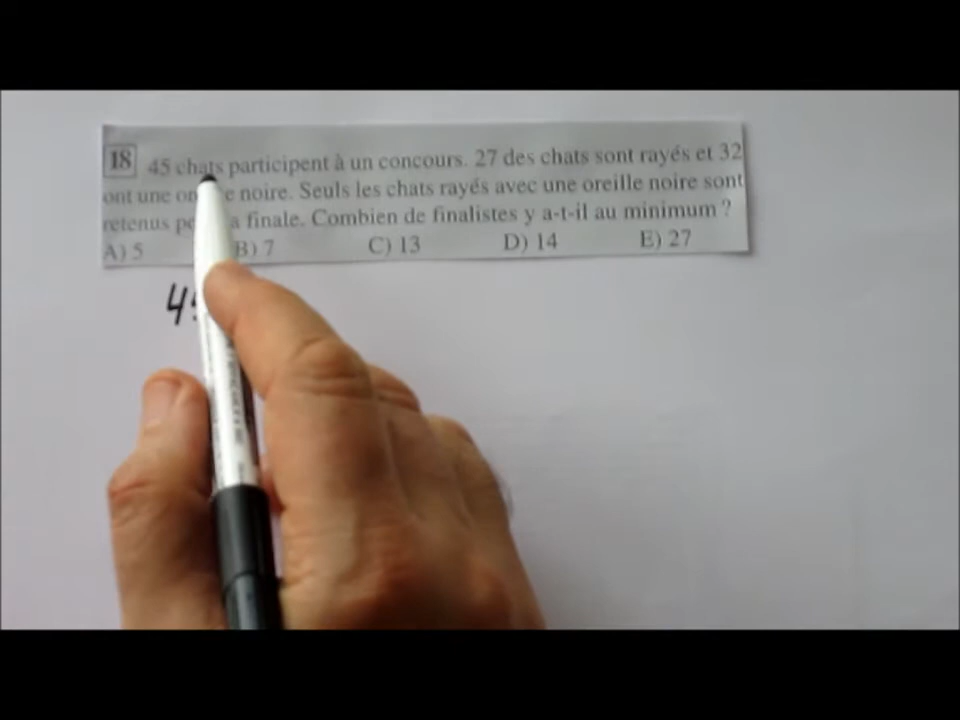 18 45 chats participent à un concours. 27 des chats sont rayés et 32
ont une noire. Seuls les chats rayés avec une oreille noire sont
retenus finale. Combien de finalistes y a-t-il au minimum ?
A) 5 B) 7 C) 13 D) 14 E) 27
4